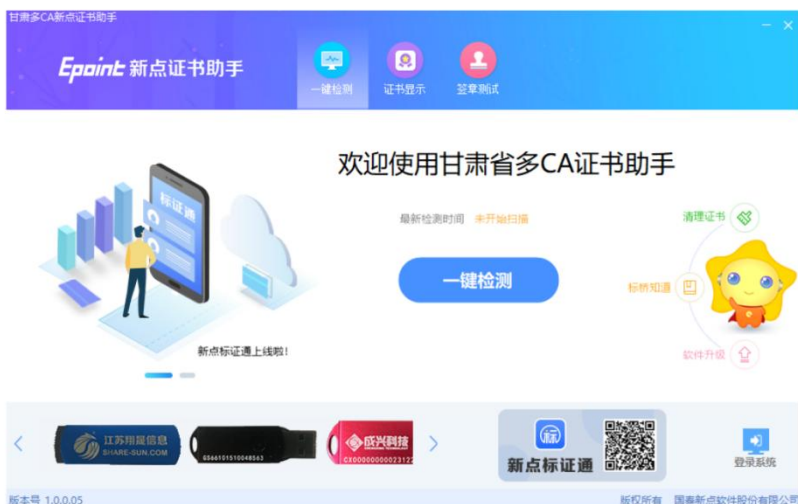 甘肃多CA新点证书助手
Epoint 新点证书助手
一键检测
证书显示
签章测试
欢迎使用甘肃省多CA证书助手
最新检测时间 未开始扫描
清理证书
一键检测
标桥知道
软件升级
标证通
新点标证通上线啦!
江苏翔晟信息
SHARE-SUN.COM
6566101510048563
成兴科技
CX00000000023122
标
新点标证通
登录系统
版本号 1.0.0.05
版权所有 国泰新点软件股份有限公司